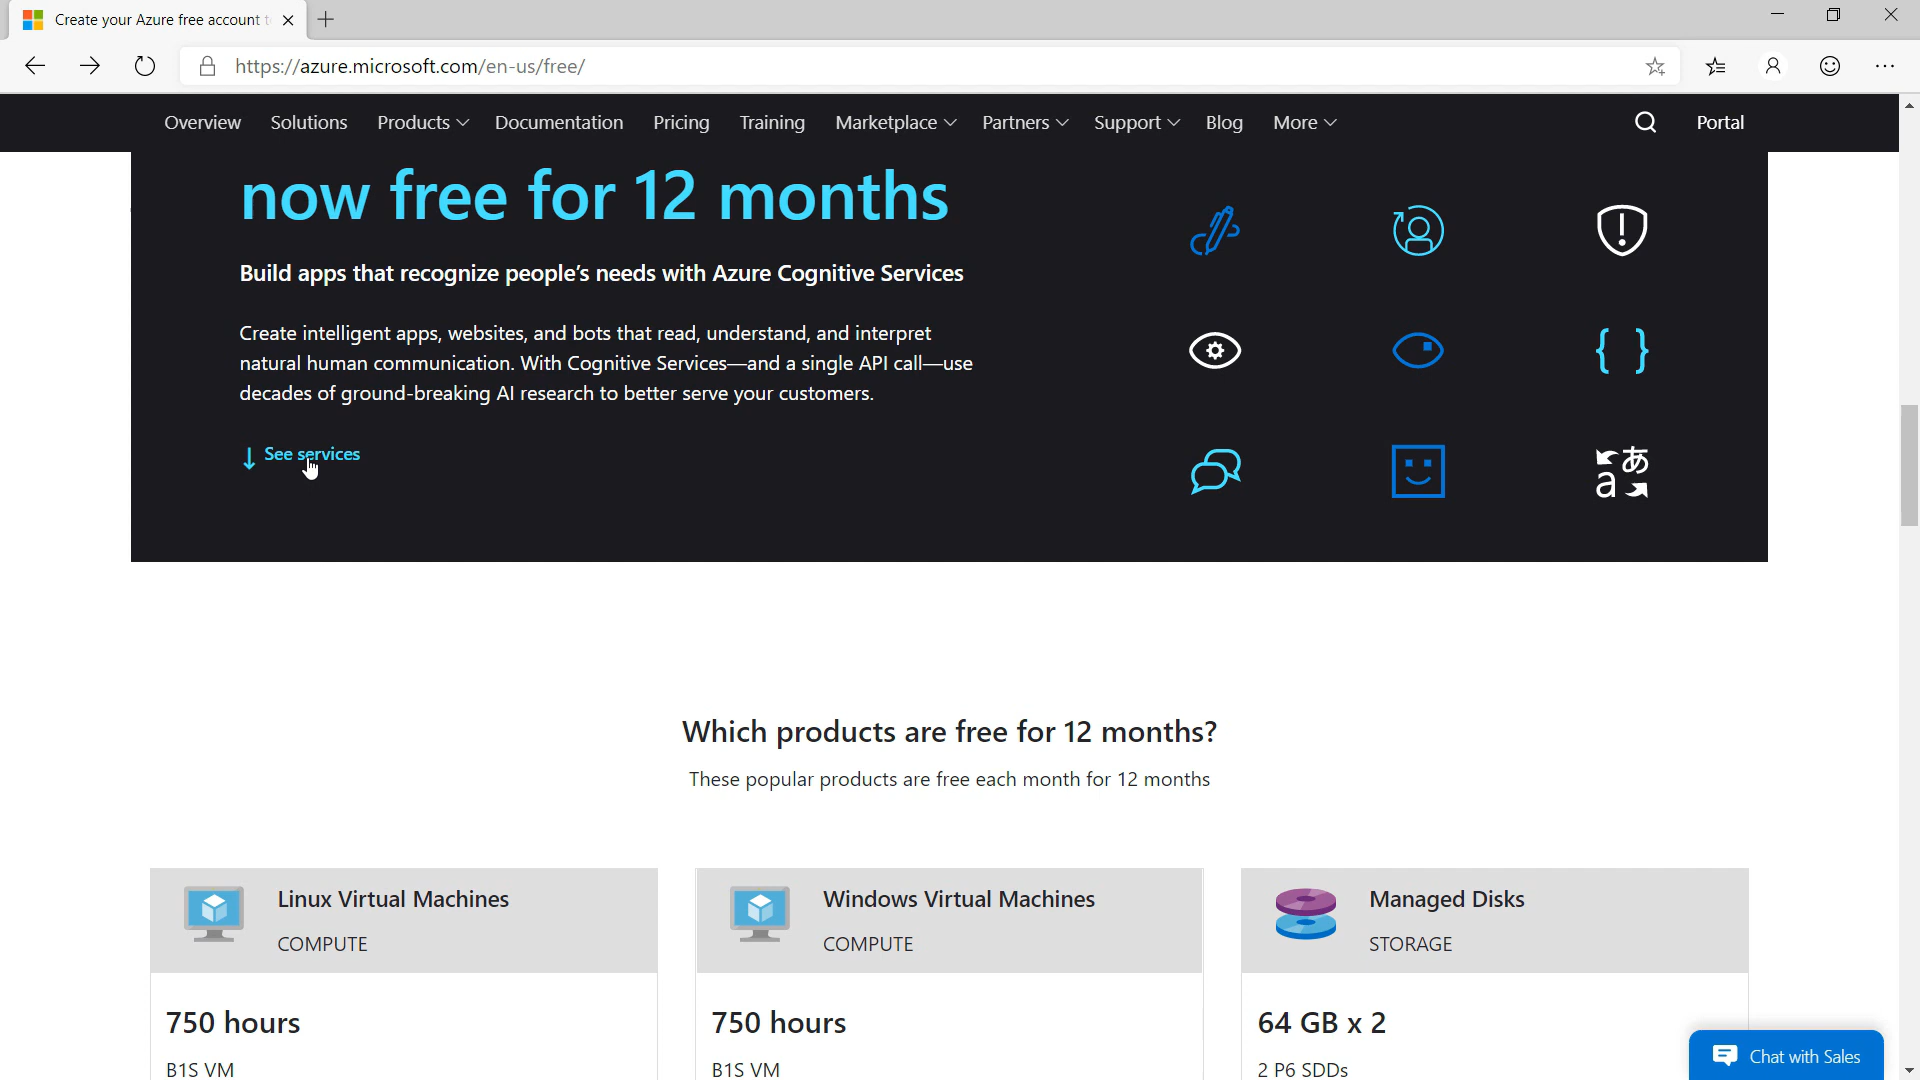 Create your Azure free account t
https://azure.microsoft.com/en-us/free/
Overview Solutions Products Documentation Pricing Training Marketplace Partners Support Blog More Portal
now free for 12 months
Build apps that recognize people's needs with Azure Cognitive Services
Create intelligent apps, websites, and bots that read, understand, and interpret
natural human communication. With Cognitive Services—and a single API call—use
decades of ground-breaking AI research to better serve your customers.
See services
a あ
Which products are free for 12 months?
These popular products are free each month for 12 months
Linux Virtual Machines
COMPUTE
750 hours
B1S VM
Windows Virtual Machines
COMPUTE
750 hours
B1S VM
Managed Disks
STORAGE
64 GB x 2
2 P6 SDDs
Chat with Sales